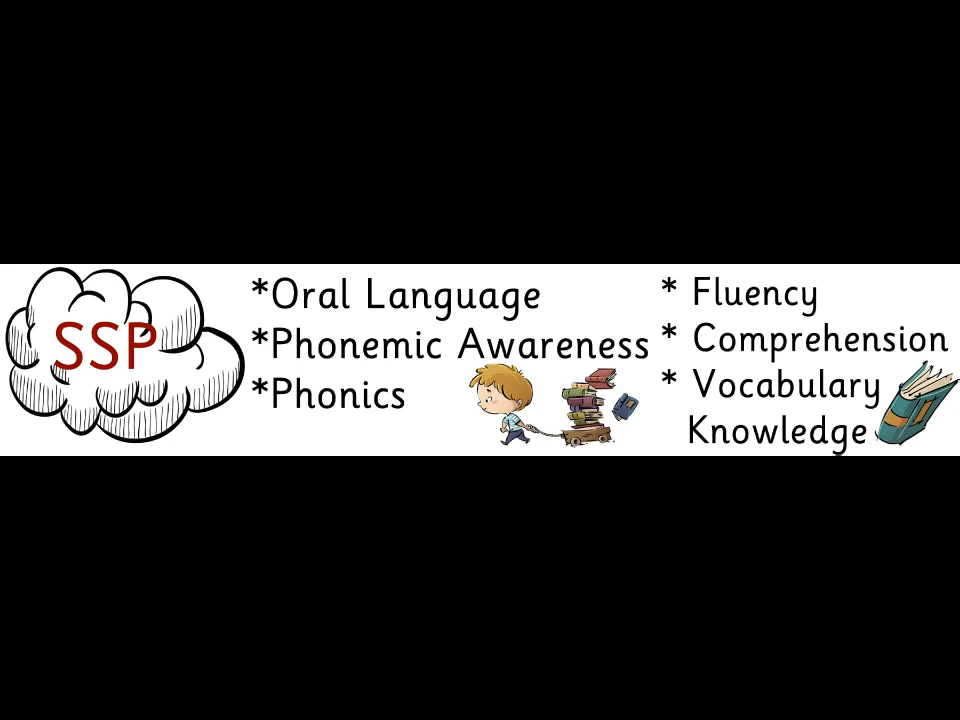 SSP
*Oral Language
*Phonemic Awareness
*Phonics
* Fluency
* Comprehension
* Vocabulary
Knowledge